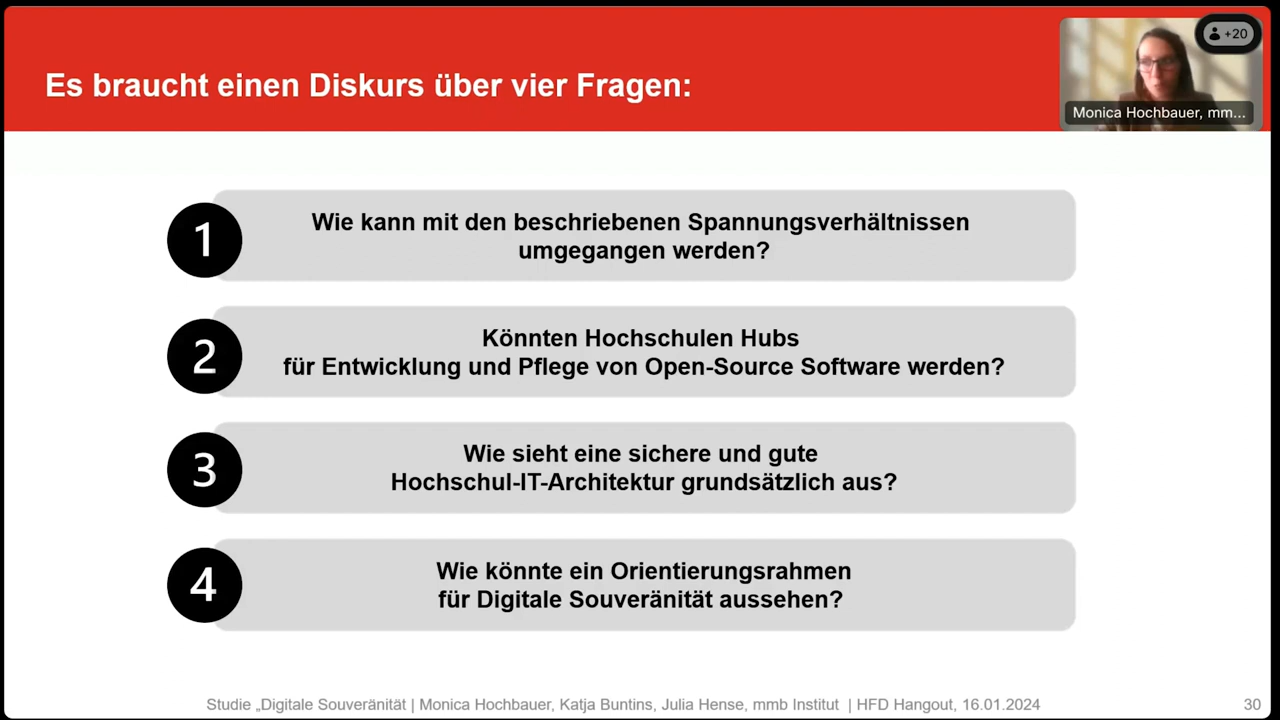 Es braucht einen Diskurs über vier Fragen:
+20
Monica Hochbauer, mm...
1
Wie kann mit den beschriebenen Spannungsverhältnissen
umgegangen werden?
2
Könnten Hochschulen Hubs
für Entwicklung und Pflege von Open-Source Software werden?
3
Wie sieht eine sichere und gute
Hochschul-IT-Architektur grundsätzlich aus?
4
Wie könnte ein Orientierungsrahmen
für Digitale Souveränität aussehen?
Studie „Digitale Souveränität | Monica Hochbauer, Katja Buntins, Julia Hense, mmb Institut | HFD Hangout, 16.01.2024
30